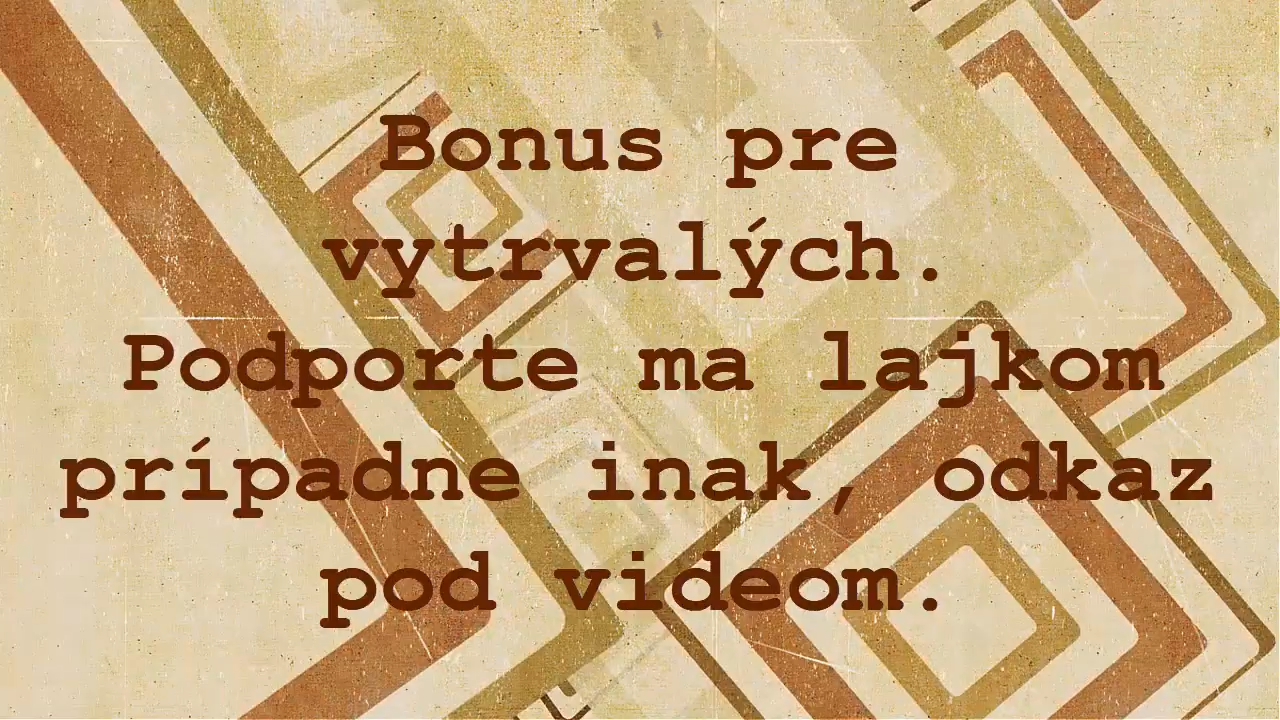 Bonus pre
vytrvalých.
Podporte ma lajkom
prípadne inak, odkaz
pod videom.